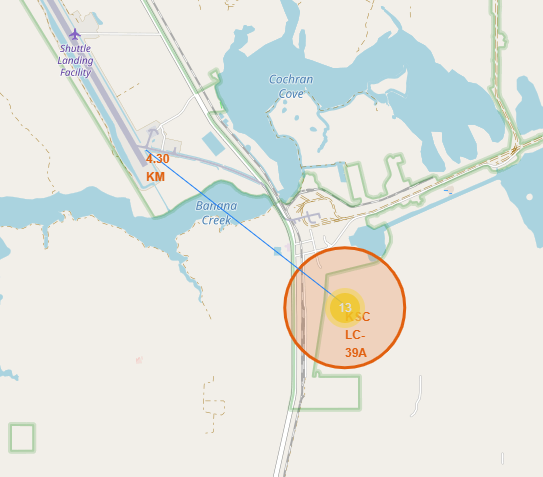 Shuttle
Landing
Facility
Cochran
Cove
4.30
KM
Banana
Creek
13
KSC
LC-
39A